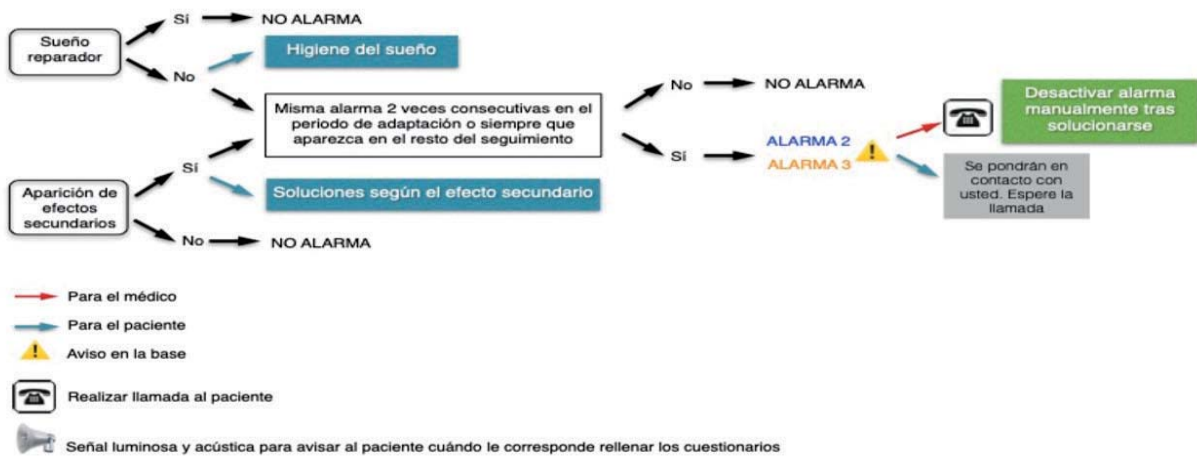 Sueño
reparador
Sí
NO ALARMA
No
Higiene del sueño
Misma alarma 2 veces consecutivas en el
periodo de adaptación o siempre que
aparezca en el resto del seguimiento
No
NO ALARMA
Sí
ALARMA 2
ALARMA 3
Desactivar alarma
manualmente tras
solucionarse
Se pondrán en
contacto con
usted. Espere la
llamada
Aparición de
efectos
secundarios
Sí
Soluciones según el efecto secundario
No
NO ALARMA
Para el médico
Para el paciente
Aviso en la base
Realizar llamada al paciente
Señal luminosa y acústica para avisar al paciente cuándo le corresponde rellenar los cuestionarios